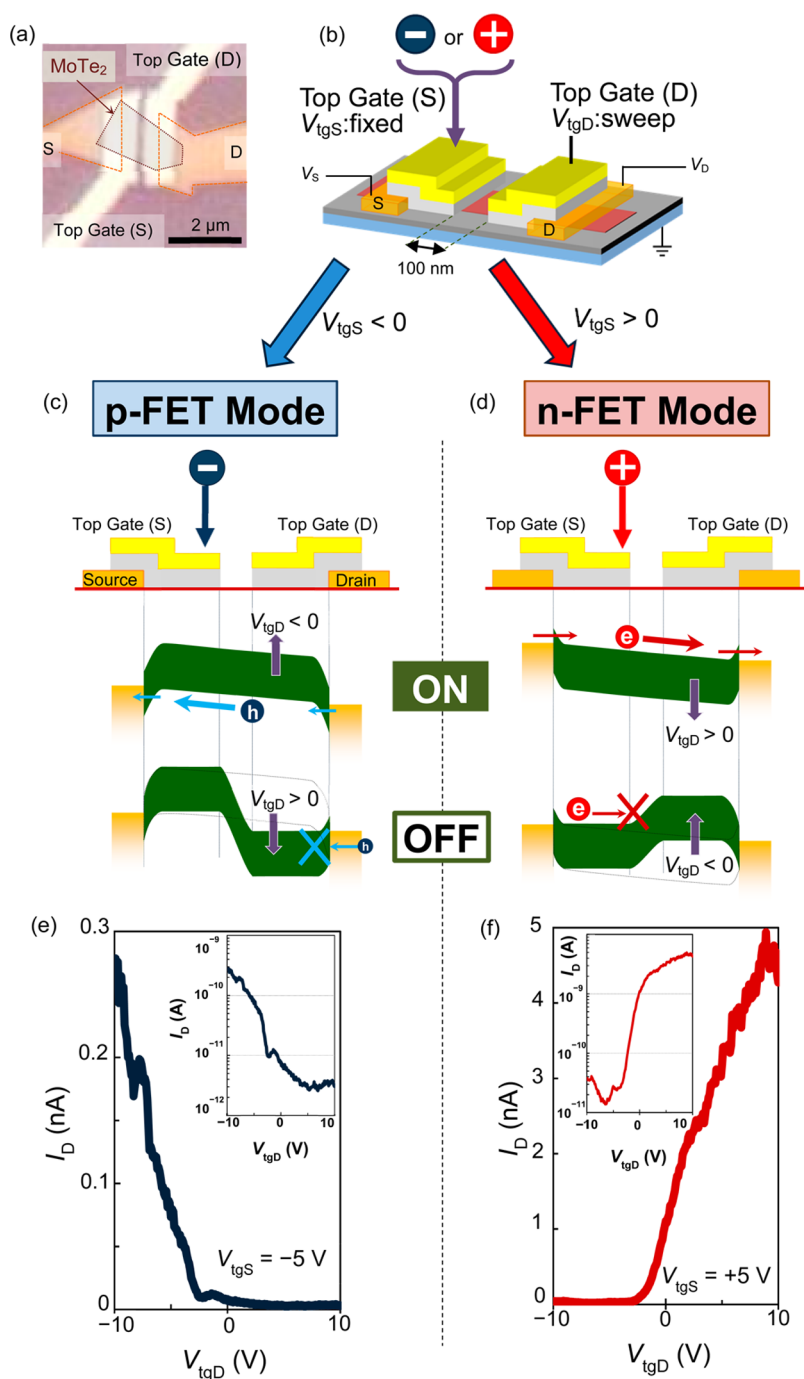 (a)
MoTe2
Top Gate (D)
S
D
Top Gate (S)
2 μm
(b)
− or +
Top Gate (S)
VtgS:fixed
Top Gate (D)
VtgD:sweep
VS
VD
S
D
100 nm
VtgS < 0
VtgS > 0
(c)
p-FET Mode
−
Top Gate (S)
Top Gate (D)
Source
Drain
VtgD < 0
h
VtgD > 0
h
ON
OFF
(d)
n-FET Mode
+
Top Gate (S)
Top Gate (D)
e
VtgD > 0
e
VtgD < 0
(e)
0.3
0.2
0.1
0
ID (nA)
−10
0
10
VtgD (V)
VtgS = −5 V
10−9
10−10
10−11
10−12
ID (A)
−10
−5
0
5
10
VtgD (V)
(f)
5
4
3
2
1
0
ID (nA)
−10
0
10
VtgD (V)
VtgS = +5 V
10−9
10−10
10−11
ID (A)
−10
−5
0
5
10
VtgD (V)